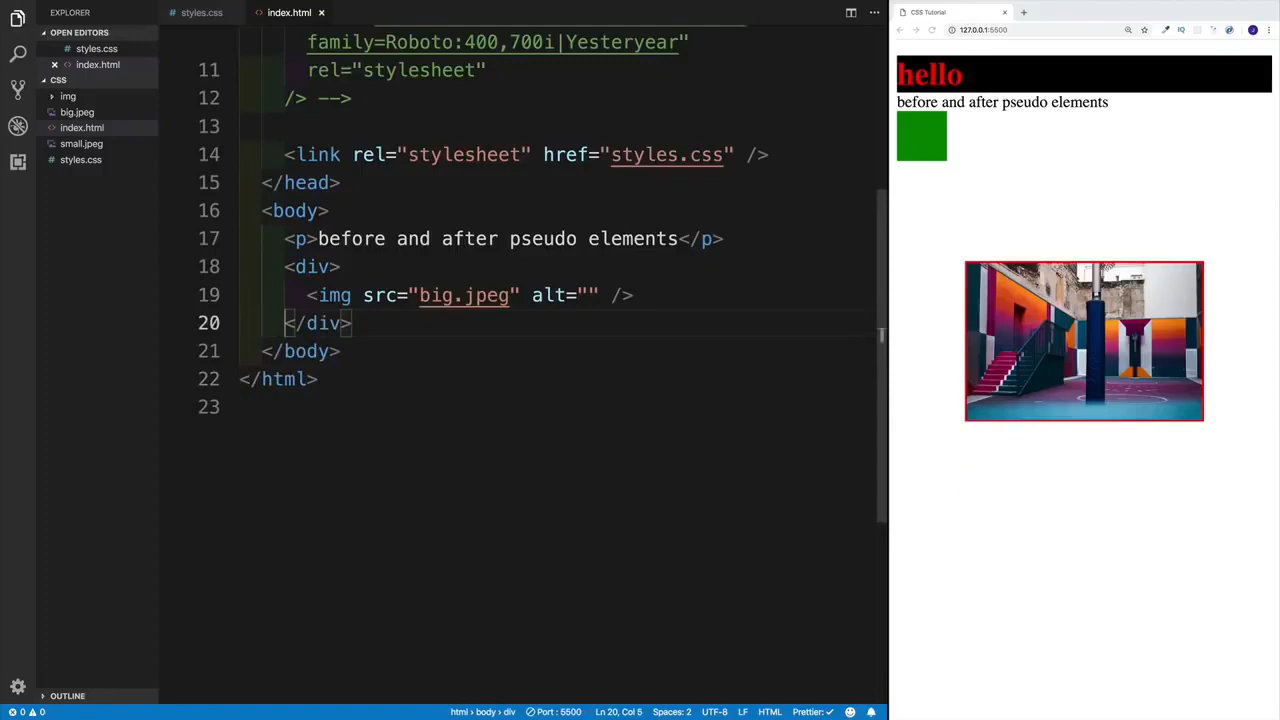 EXPLORER
OPEN EDITORS
# styles.css
× <> index.html
CSS
img
big.jpeg
<> index.html
small.jpeg
# styles.css
OUTLINE
# styles.css
<> index.html ×
family=Roboto:400,700i|Yesteryear"
11 rel="stylesheet"
12 /> -->
13
14 <link rel="stylesheet" href="styles.css" />
15 </head>
16 <body>
17 <p>before and after pseudo elements</p>
18 <div>
19 <img src="big.jpeg" alt="" />
20 </div>
21 </body>
22 </html>
23
0 0
html › body › div
Port : 5500
Ln 20, Col 5
Spaces: 2
UTF-8
LF
HTML
Prettier: ✓
CSS Tutorial ×
127.0.0.1:5500
IQ
J
hello
before and after pseudo elements